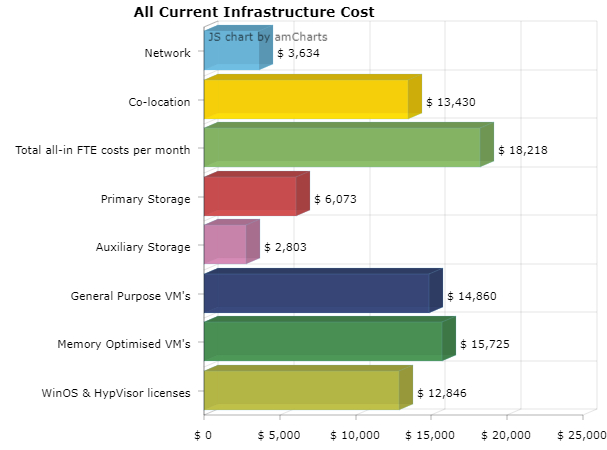 All Current Infrastructure Cost
JS chart by amCharts
Network
$ 3,634
Co-location
$ 13,430
Total all-in FTE costs per month
$ 18,218
Primary Storage
$ 6,073
Auxiliary Storage
$ 2,803
General Purpose VM's
$ 14,860
Memory Optimised VM's
$ 15,725
WinOS & HypVisor licenses
$ 12,846
$ 0
$ 5,000
$ 10,000
$ 15,000
$ 20,000
$ 25,000